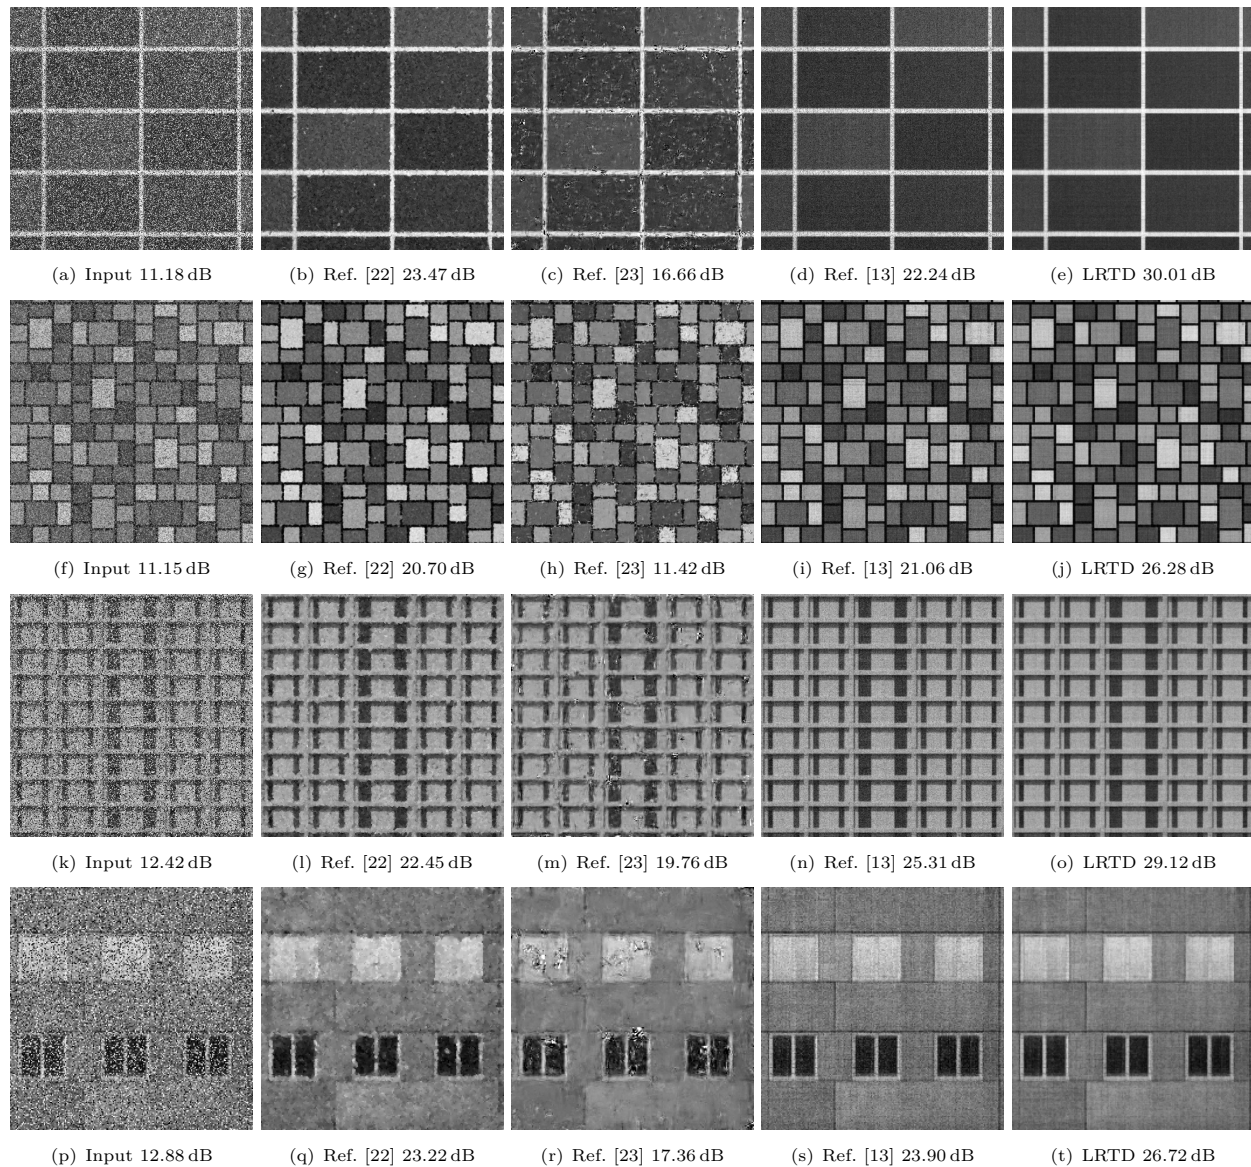 (a) Input 11.18 dB
(b) Ref. [22] 23.47 dB
(c) Ref. [23] 16.66 dB
(d) Ref. [13] 22.24 dB
(e) LRTD 30.01 dB
(f) Input 11.15 dB
(g) Ref. [22] 20.70 dB
(h) Ref. [23] 11.42 dB
(i) Ref. [13] 21.06 dB
(j) LRTD 26.28 dB
(k) Input 12.42 dB
(l) Ref. [22] 22.45 dB
(m) Ref. [23] 19.76 dB
(n) Ref. [13] 25.31 dB
(o) LRTD 29.12 dB
(p) Input 12.88 dB
(q) Ref. [22] 23.22 dB
(r) Ref. [23] 17.36 dB
(s) Ref. [13] 23.90 dB
(t) LRTD 26.72 dB